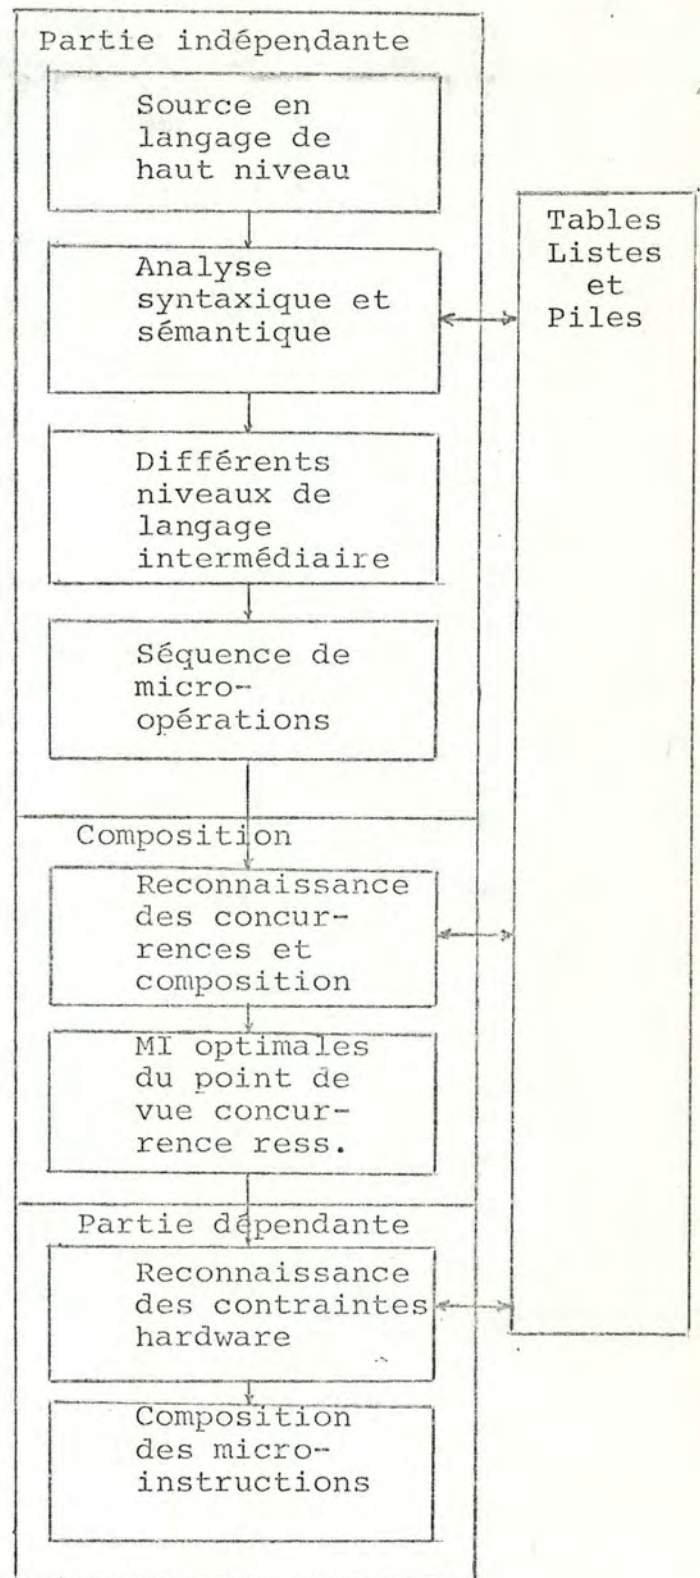 Partie indépendante
Source en
langage de
haut niveau
Analyse
syntaxique et
sémantique
Différents
niveaux de
langage
intermédiaire
Séquence de
micro-
opérations
Composition
Reconnaissance
des concur-
rences et
composition
MI optimales
du point de
vue concur-
rence ress.
Partie dépendante
Reconnaissance
des contraintes
hardware
Composition
des micro-
instructions
Tables
Listes
et
Piles